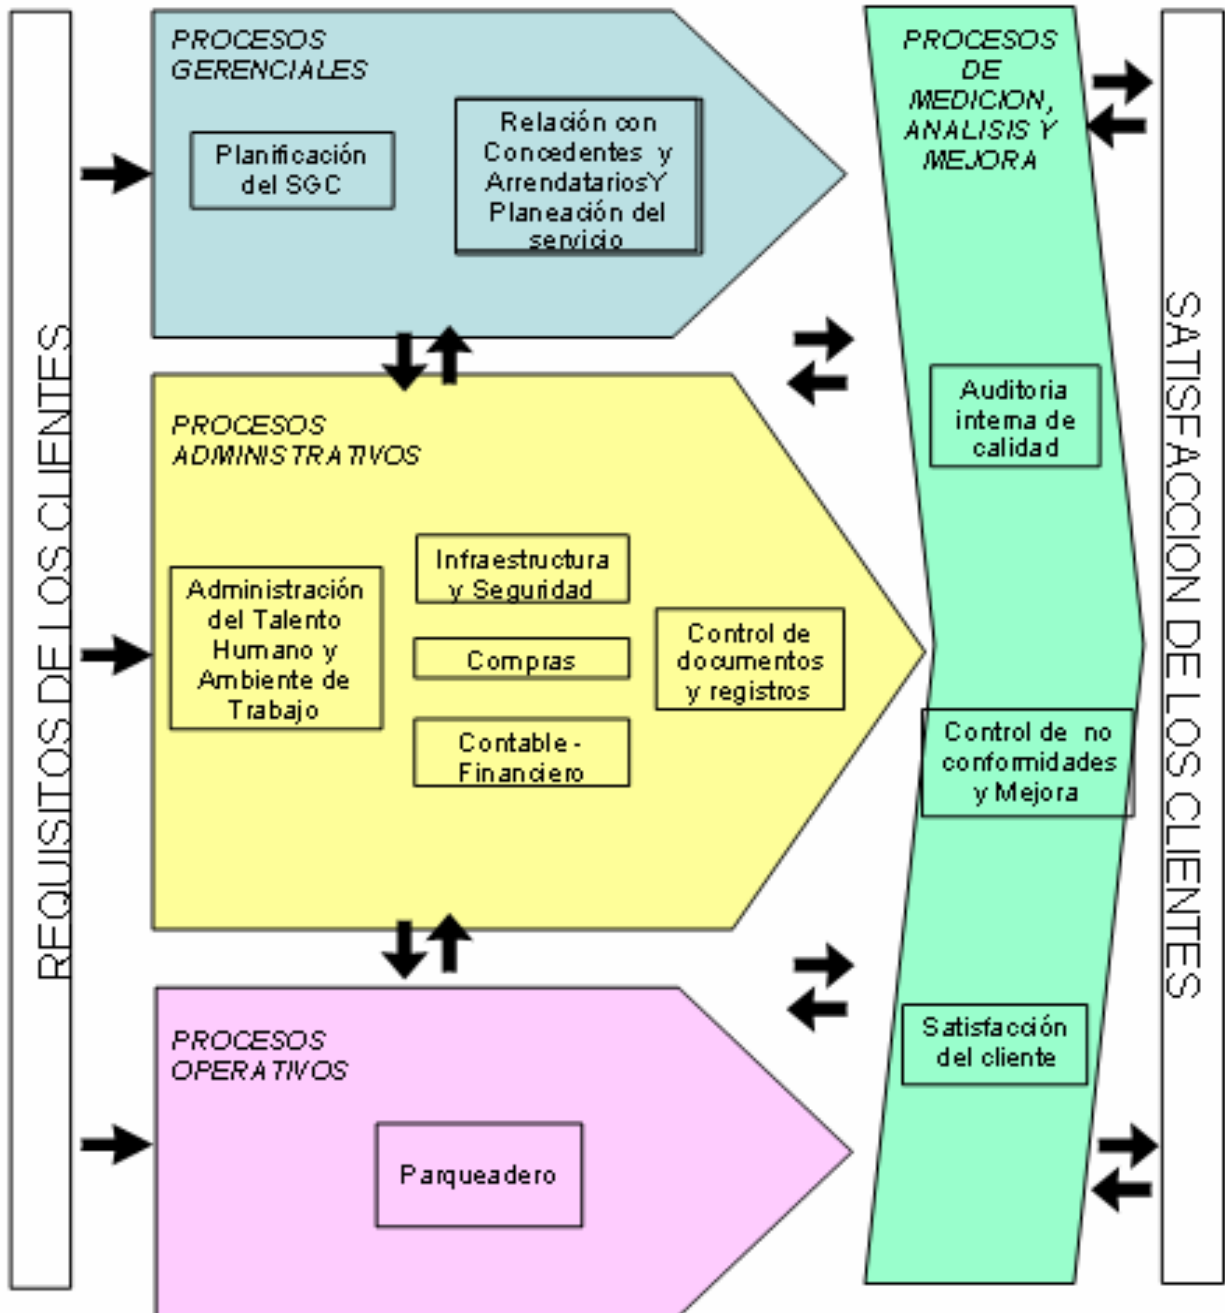 REQUISITOS DE LOS CLIENTES
PROCESOS
GERENCIALES
Planificación
del SGC
Relación con
Concedentes y
ArrendatariosY
Planeación del
servicio
PROCESOS
ADMINISTRATIVOS
Administración
del Talento
Humano y
Ambiente de
Trabajo
Infraestructura
y Seguridad
Compras
Contable -
Financiero
Control de
documentos
y registros
PROCESOS
OPERATIVOS
Parqueadero
PROCESOS
DE
MEDICION,
ANALISIS Y
MEJORA
Auditoria
interna de
calidad
Control de no
conformidades
y Mejora
Satisfacción
del cliente
SATISFACCION DE LOS CLIENTES